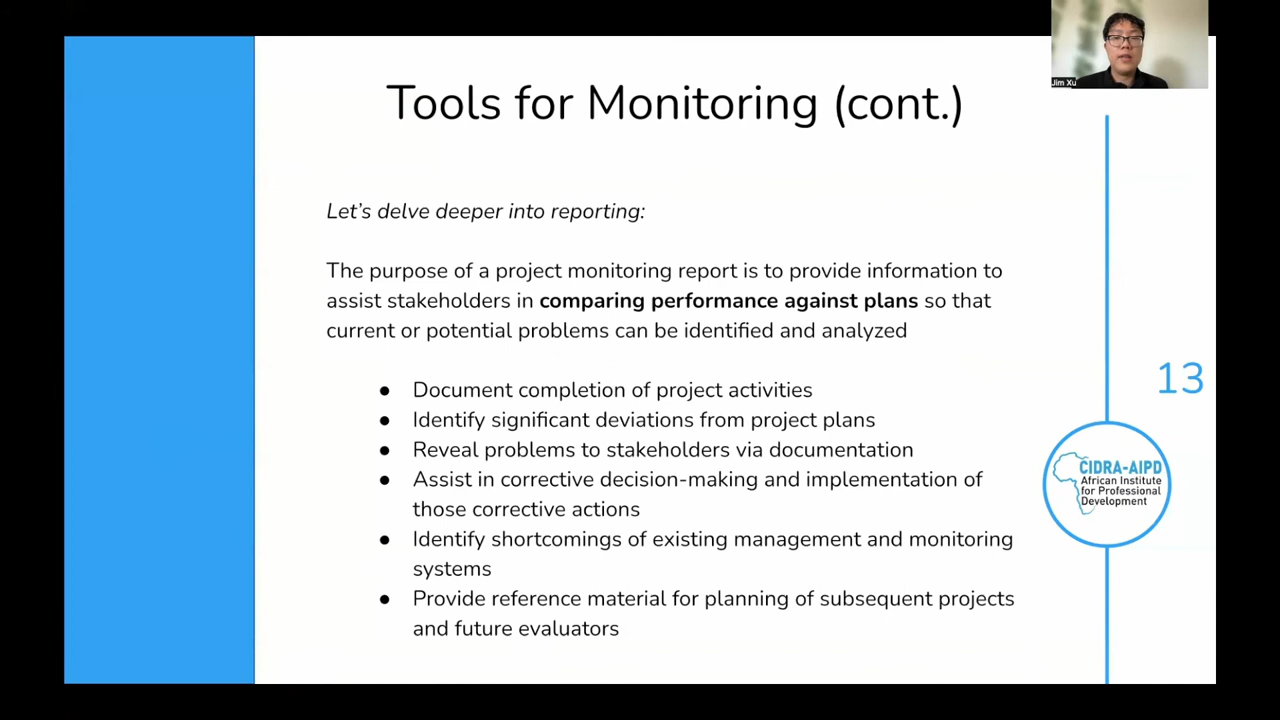 Jim Xu
Tools for Monitoring (cont.)
Let’s delve deeper into reporting:
The purpose of a project monitoring report is to provide information to
assist stakeholders in comparing performance against plans so that
current or potential problems can be identified and analyzed
● Document completion of project activities
● Identify significant deviations from project plans
● Reveal problems to stakeholders via documentation
● Assist in corrective decision-making and implementation of
those corrective actions
● Identify shortcomings of existing management and monitoring
systems
● Provide reference material for planning of subsequent projects
and future evaluators
13
CIDRA-AIPD
African Institute
for Professional
Development